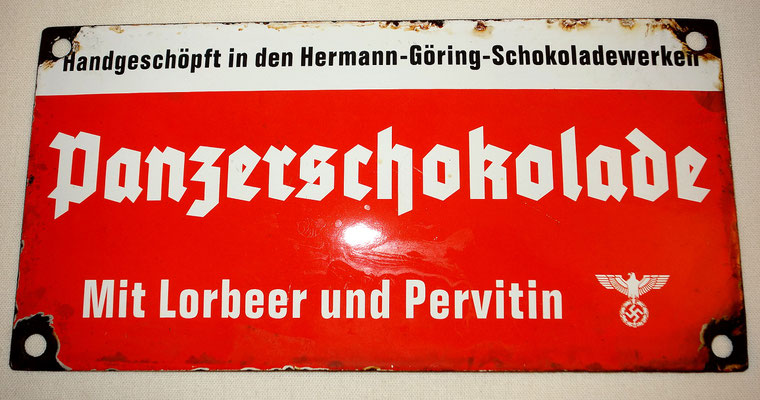 Handgeschöpft in den Hermann-Göring-Schokoladewerken
Panzerschokolade
Mit Lorbeer und Pervitin